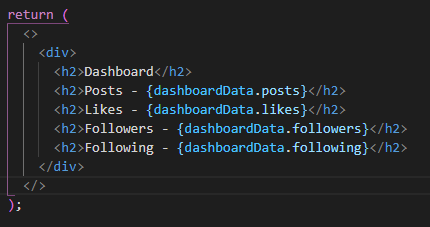 return (
<>
<div>
<h2>Dashboard</h2>
<h2>Posts - {dashboardData.posts}</h2>
<h2>Likes - {dashboardData.likes}</h2>
<h2>Followers - {dashboardData.followers}</h2>
<h2>Following - {dashboardData.following}</h2>
</div>
</>
);